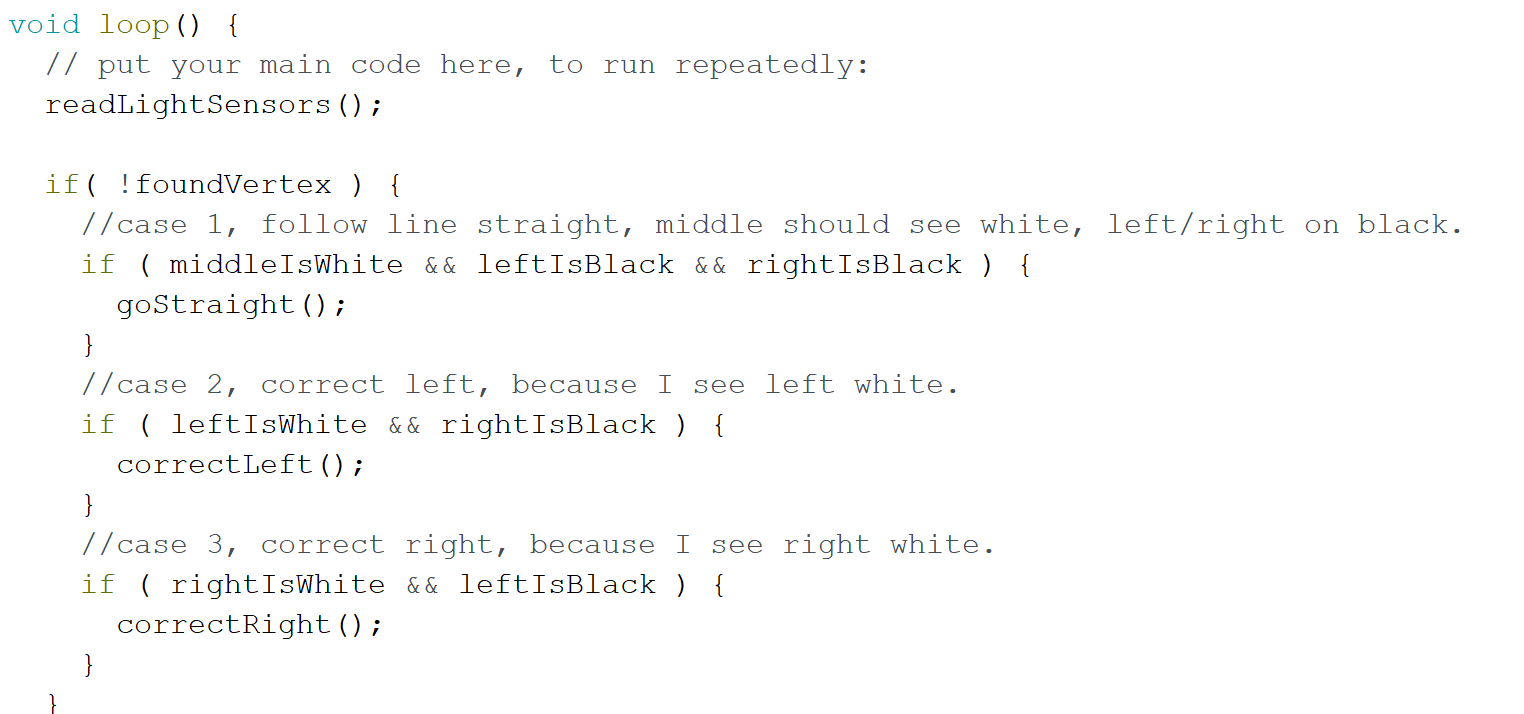 void loop() {
// put your main code here, to run repeatedly:
readLightSensors();
if( !foundVertex ) {
//case 1, follow line straight, middle should see white, left/right on black.
if ( middleIsWhite && leftIsBlack && rightIsBlack ) {
goStraight();
}
//case 2, correct left, because I see left white.
if ( leftIsWhite && rightIsBlack ) {
correctLeft();
}
//case 3, correct right, because I see right white.
if ( rightIsWhite && leftIsBlack ) {
correctRight();
}
}